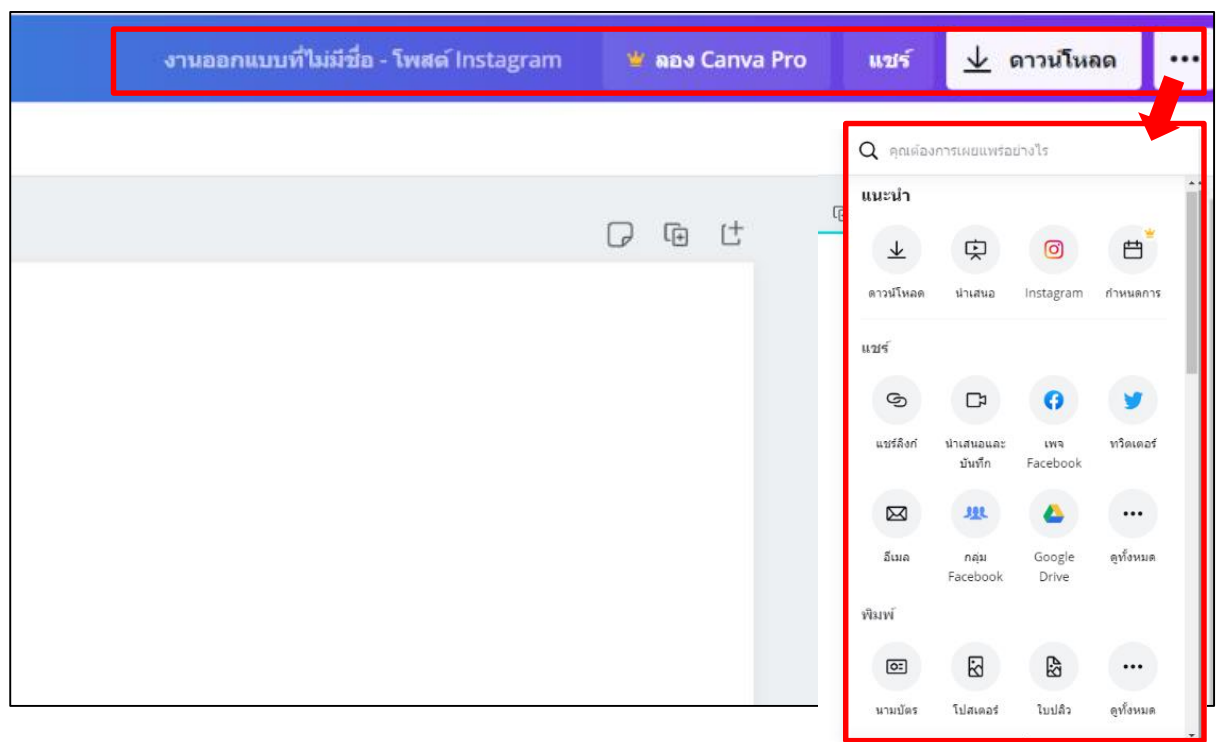 งานออกแบบที่ไม่มีชื่อ - โพสต์ Instagram
ลอง Canva Pro
แชร์
ดาวน์โหลด
คุณต้องการเผยแพร่อย่างไร
แนะนำ
ดาวน์โหลด
นำเสนอ
Instagram
กำหนดการ
แชร์
แชร์ลิงก์
นำเสนอและ
บันทึก
เพจ
Facebook
ทวิตเตอร์
อีเมล
กลุ่ม
Facebook
Google
Drive
ดูทั้งหมด
พิมพ์
นามบัตร
โปสเตอร์
ใบปลิว
ดูทั้งหมด